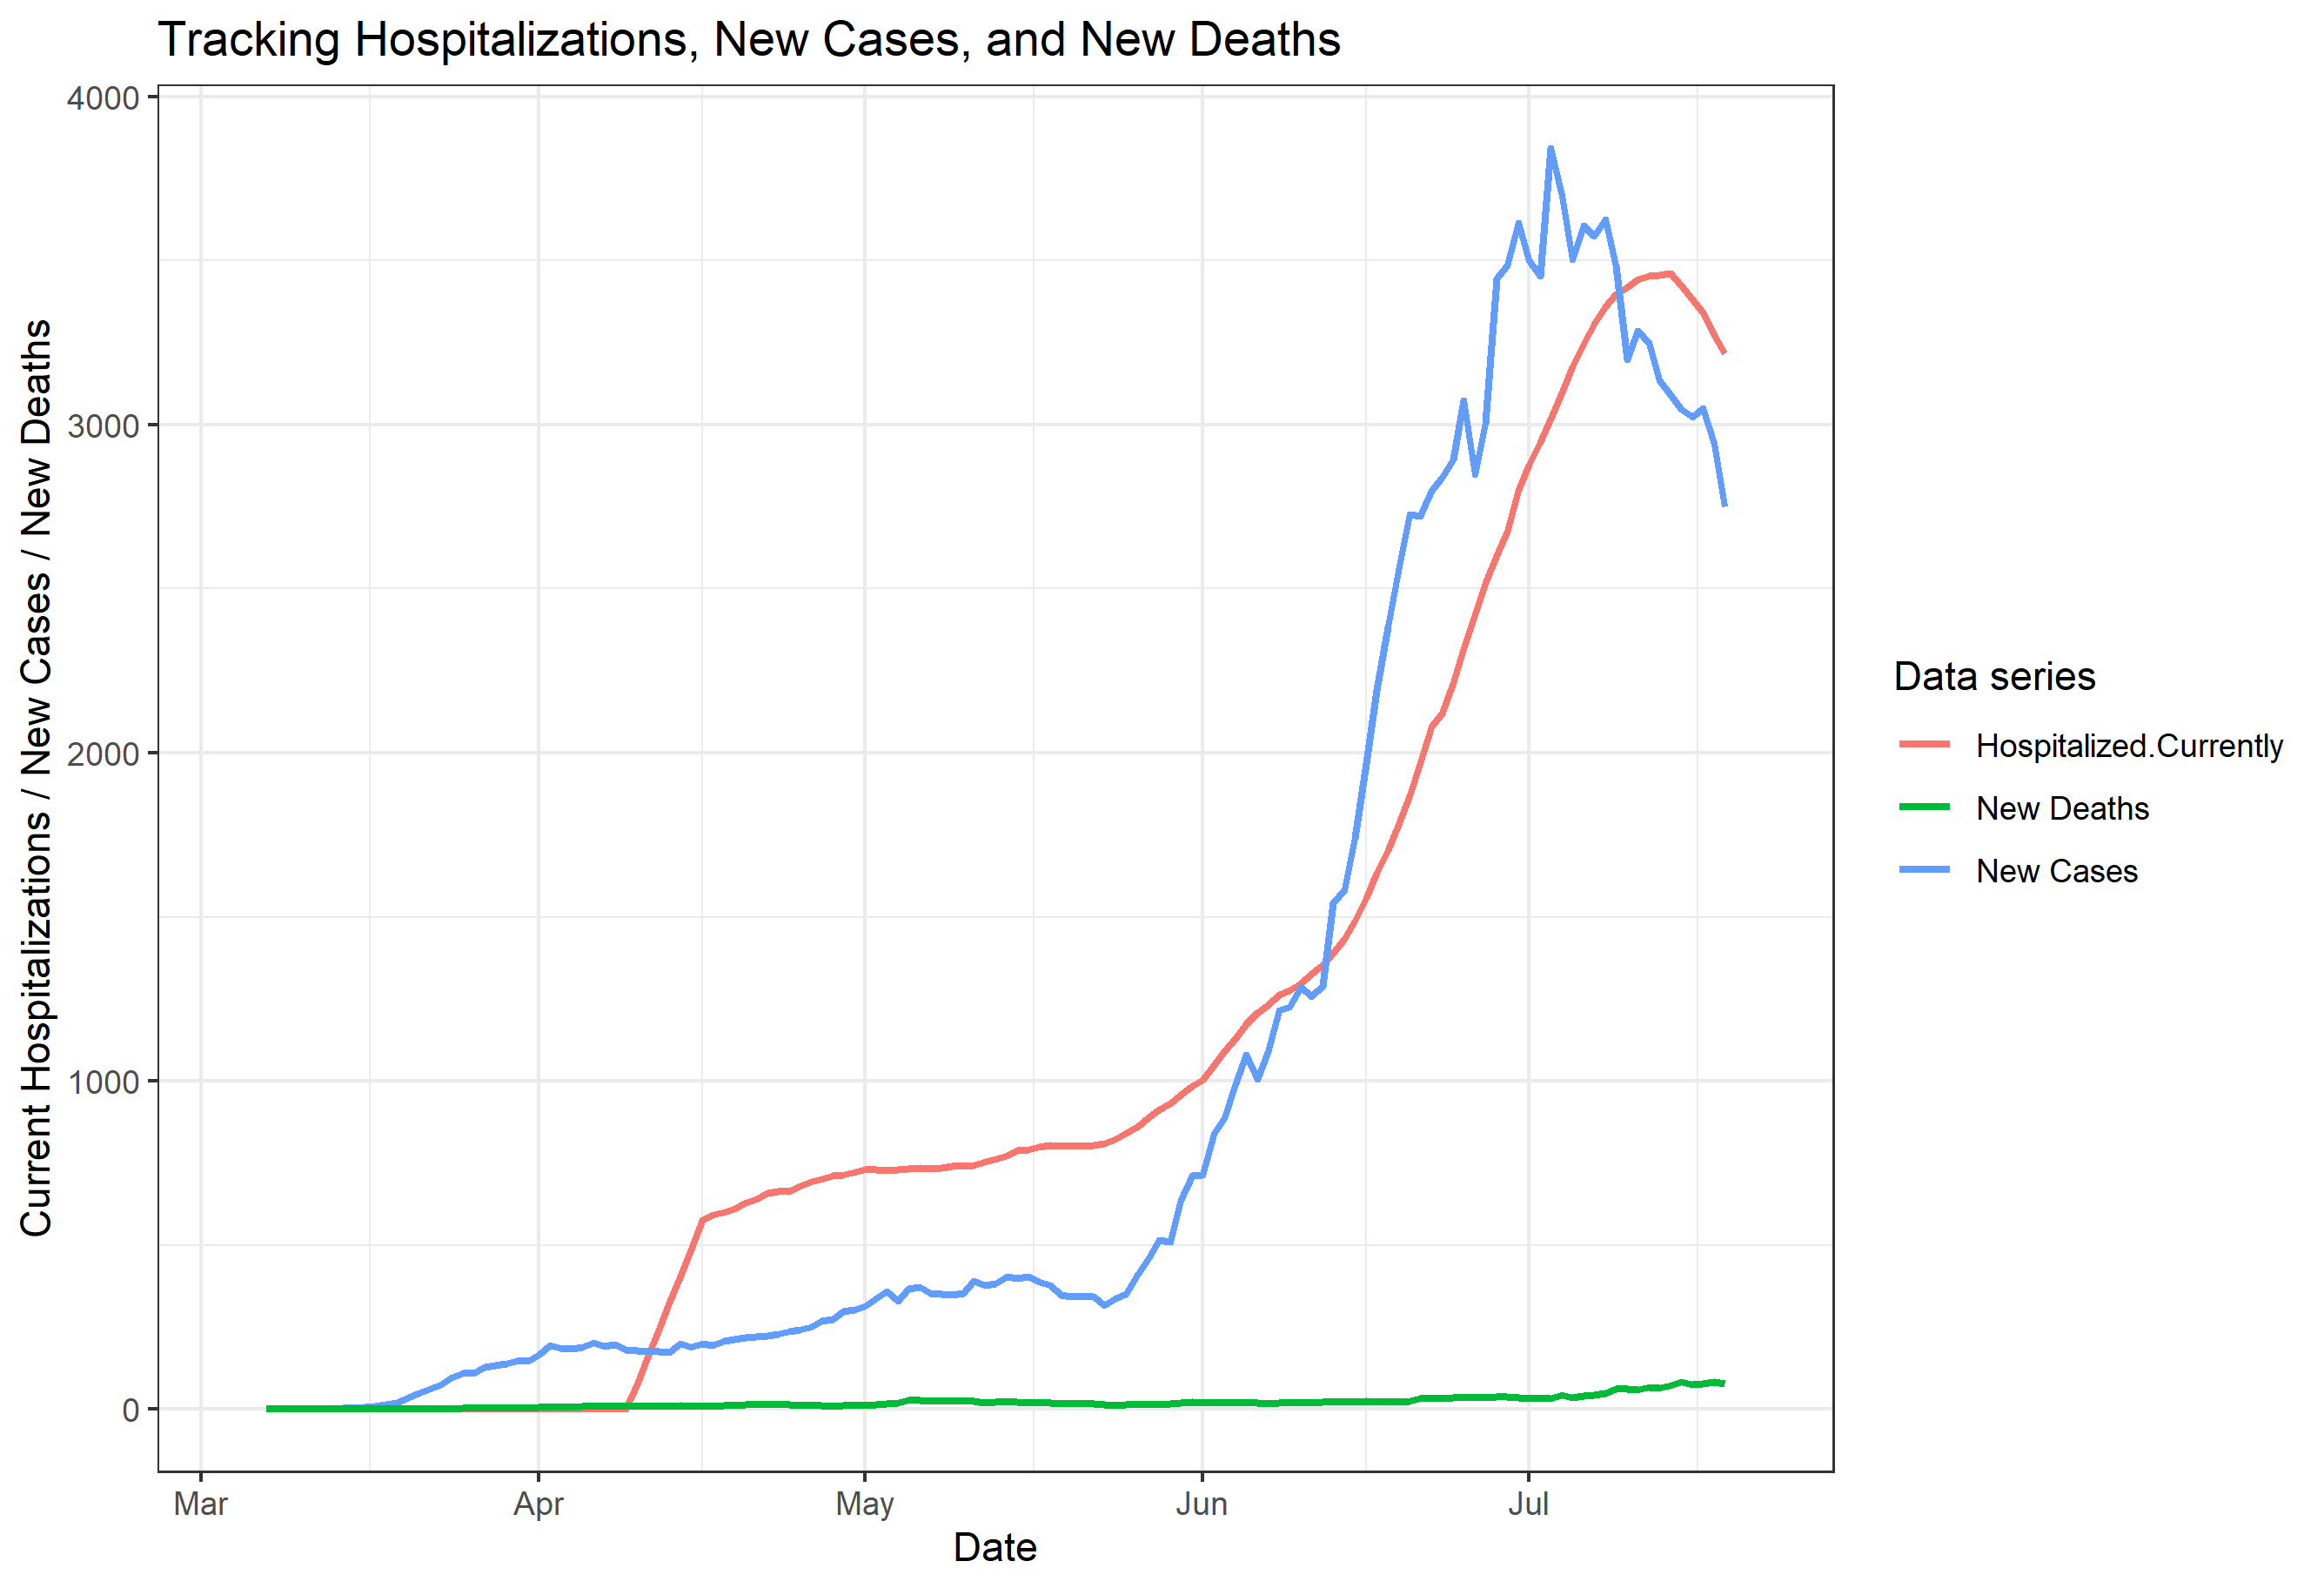 Tracking Hospitalizations, New Cases, and New Deaths
Current Hospitalizations / New Cases / New Deaths
4000
3000
2000
1000
0
Mar
Apr
May
Jun
Jul
Date
Data series
Hospitalized.Currently
New Deaths
New Cases